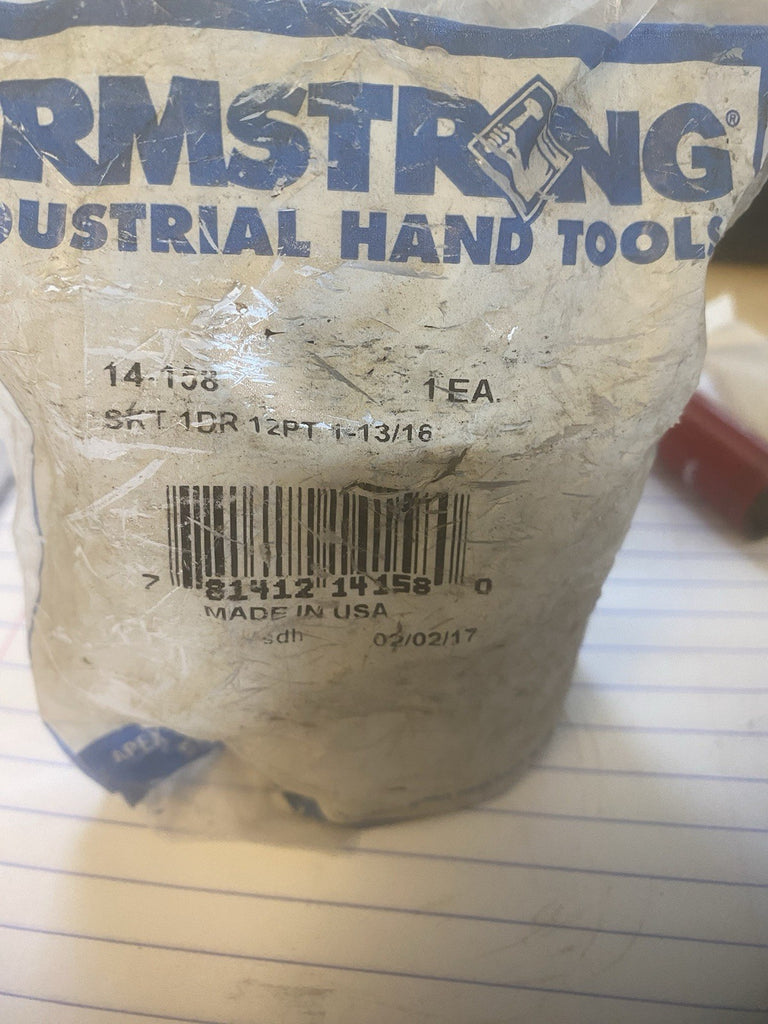 RMSTRONG®
DUSTRIAL HAND TOOLS
14-158 1 EA.
SKT 1DR 12PT 1-13/16
7 81412 14158 0
MADE IN USA
sdh 02/02/17
APEX